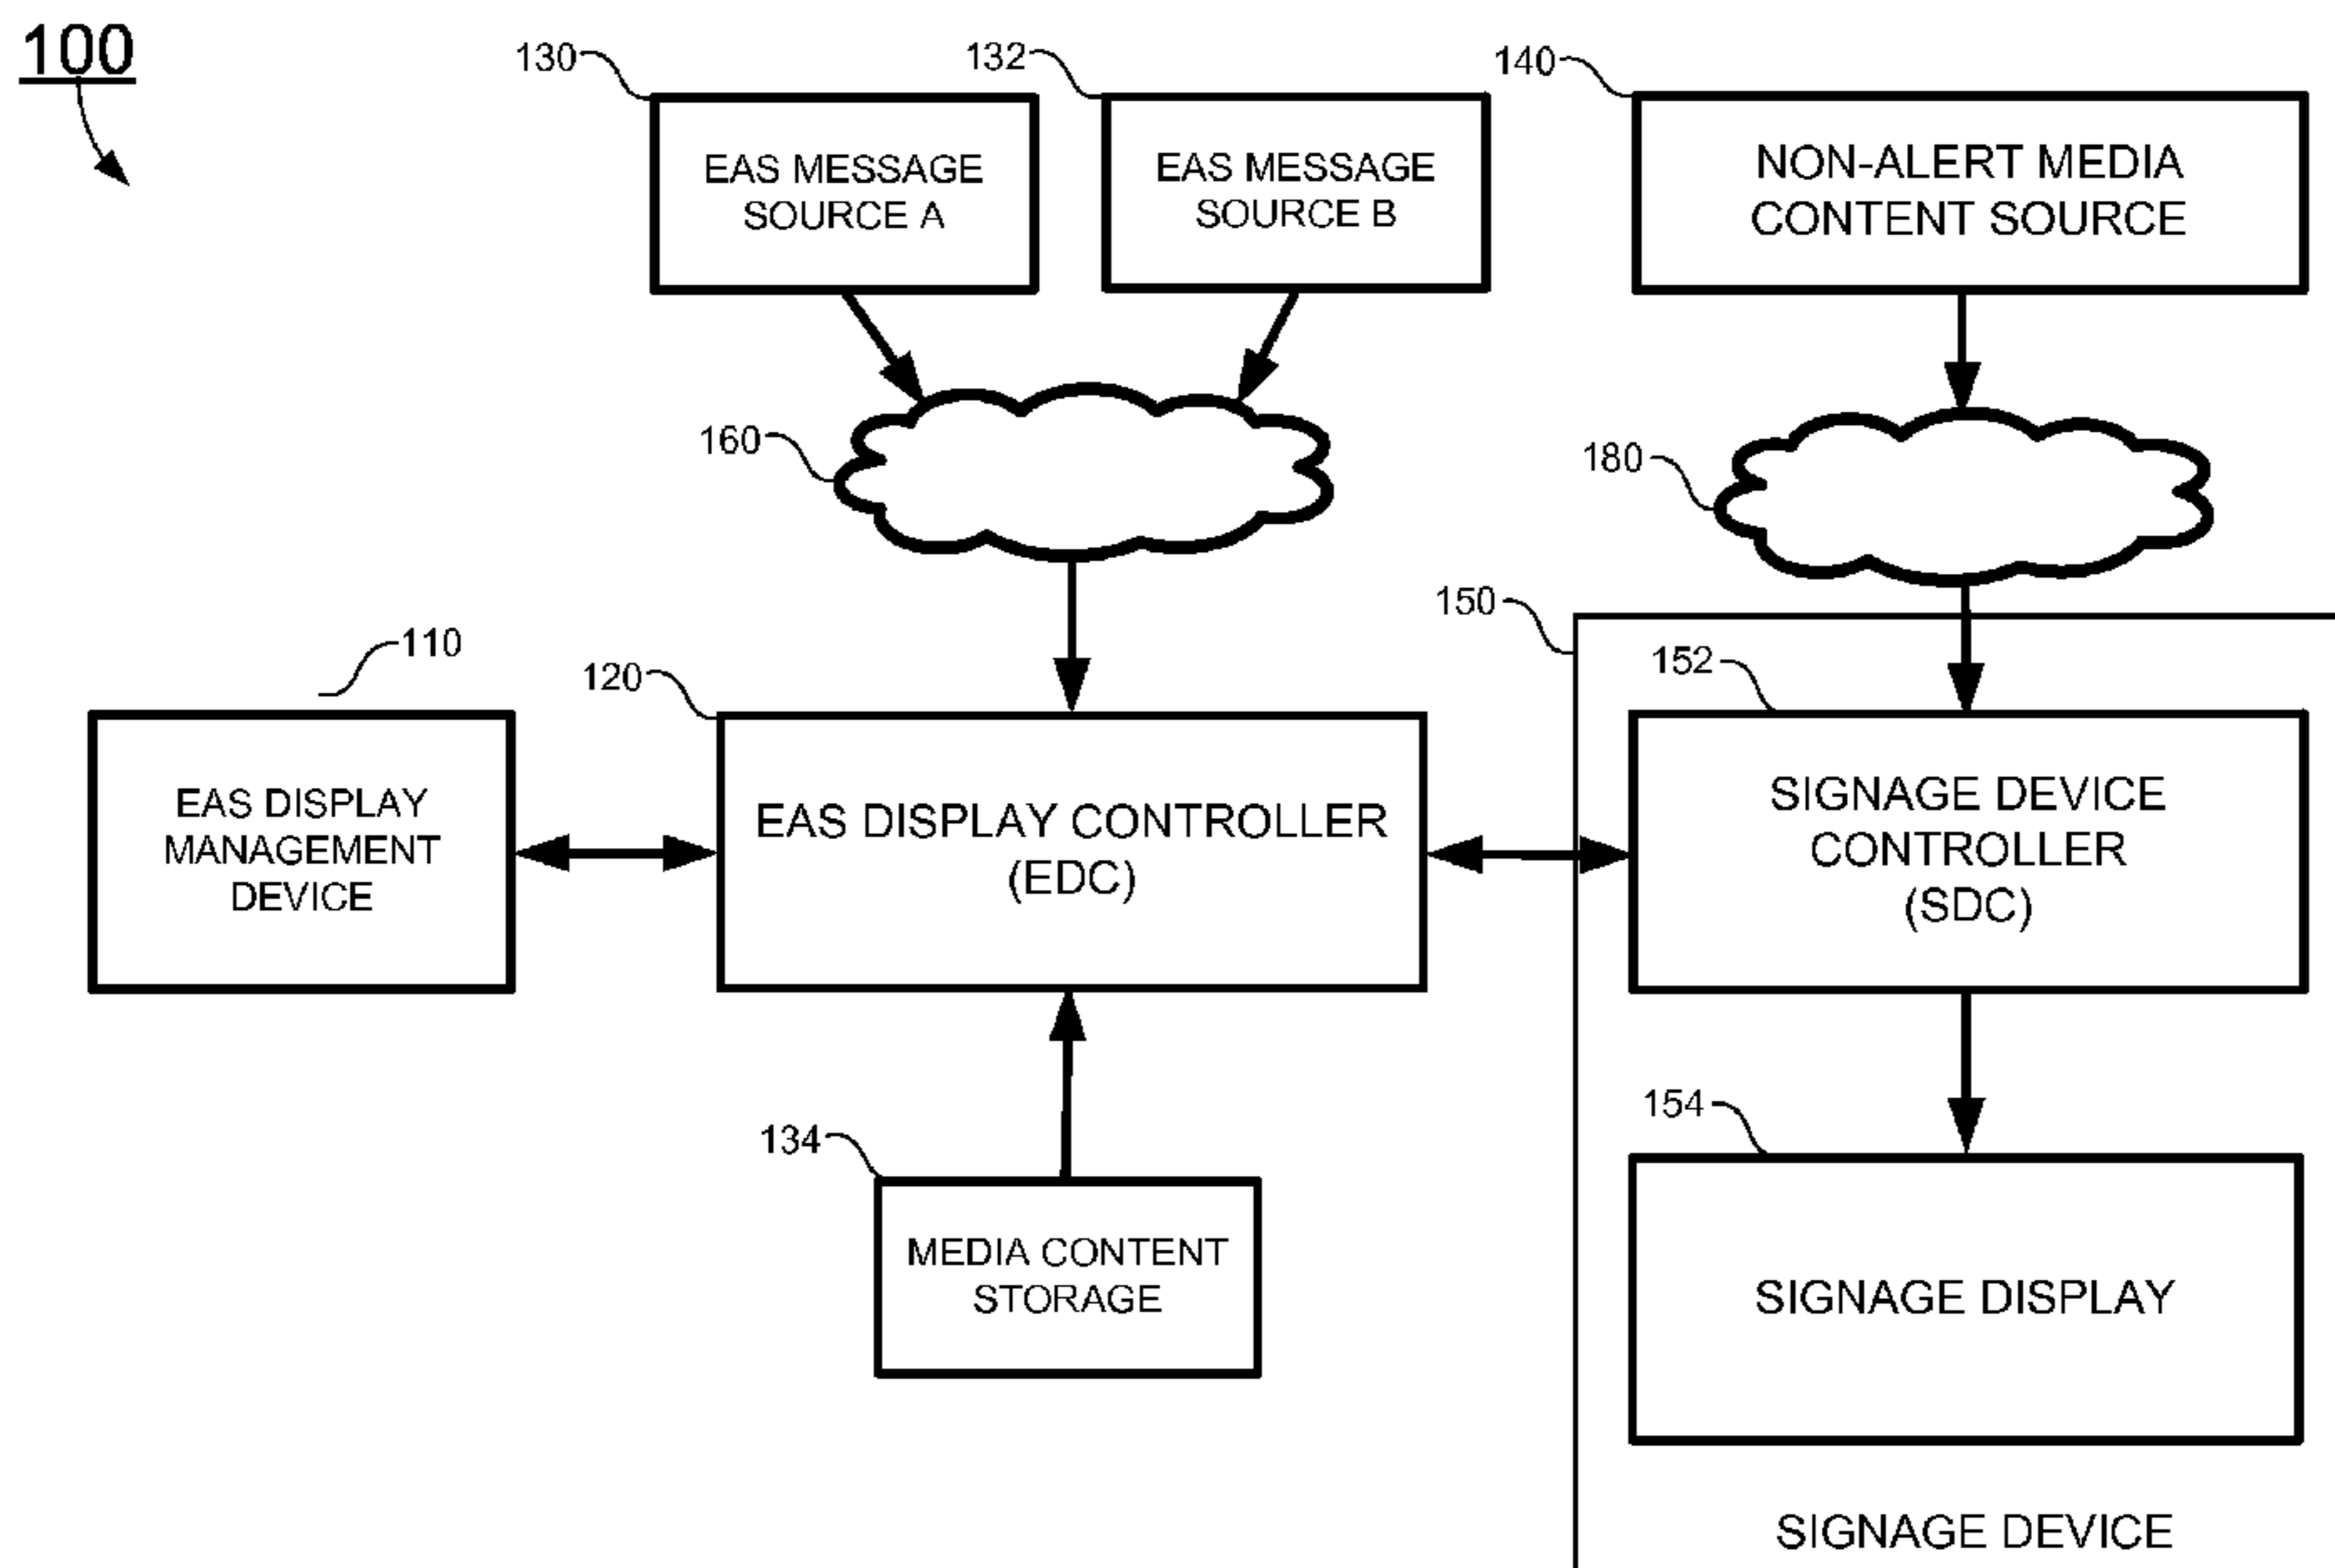 100
130
132
140
EAS MESSAGE
SOURCE A
EAS MESSAGE
SOURCE B
NON-ALERT MEDIA
CONTENT SOURCE
160
180
150
110
120
152
EAS DISPLAY
MANAGEMENT
DEVICE
EAS DISPLAY CONTROLLER
(EDC)
SIGNAGE DEVICE
CONTROLLER
(SDC)
134
154
MEDIA CONTENT
STORAGE
SIGNAGE DISPLAY
SIGNAGE DEVICE